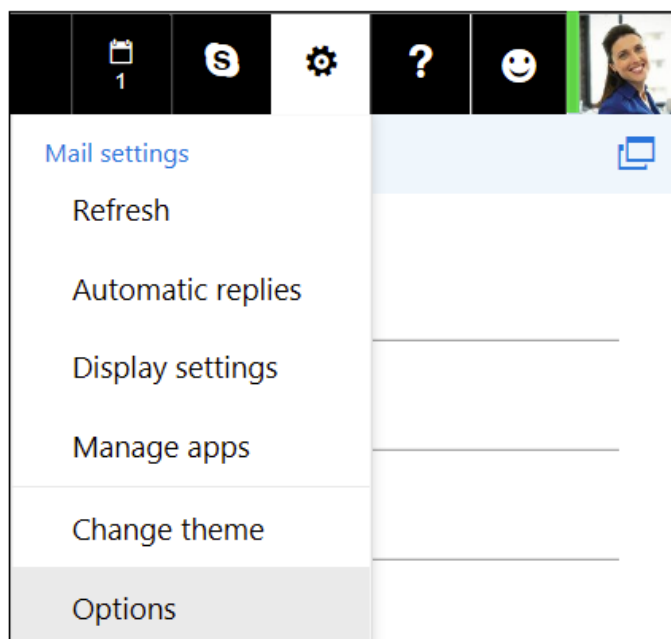 1
?
Mail settings
Refresh
Automatic replies
Display settings
Manage apps
Change theme
Options